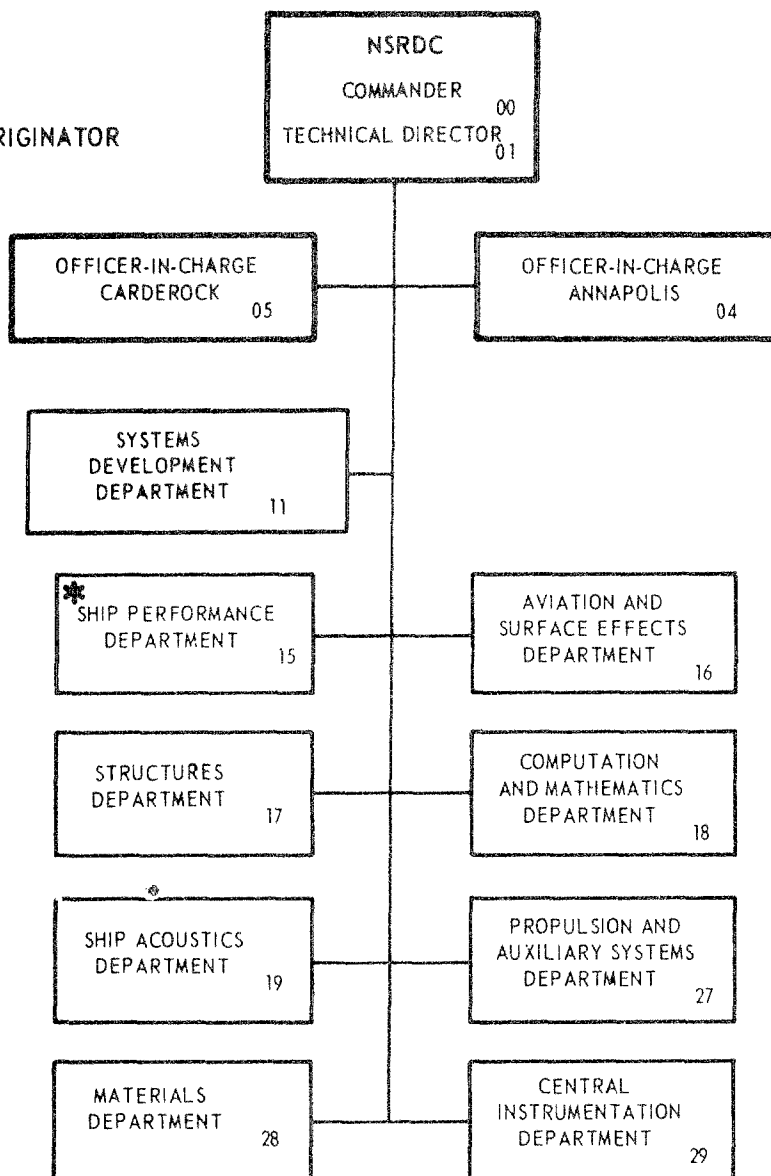 NSRDC
COMMANDER
00
TECHNICAL DIRECTOR
01
RIGINATOR
OFFICER-IN-CHARGE
CARDEROCK
05
OFFICER-IN-CHARGE
ANNAPOLIS
04
SYSTEMS
DEVELOPMENT
DEPARTMENT
11
*
SHIP PERFORMANCE
DEPARTMENT
15
AVIATION AND
SURFACE EFFECTS
DEPARTMENT
16
STRUCTURES
DEPARTMENT
17
COMPUTATION
AND MATHEMATICS
DEPARTMENT
18
SHIP ACOUSTICS
DEPARTMENT
19
PROPULSION AND
AUXILIARY SYSTEMS
DEPARTMENT
27
MATERIALS
DEPARTMENT
28
CENTRAL
INSTRUMENTATION
DEPARTMENT
29